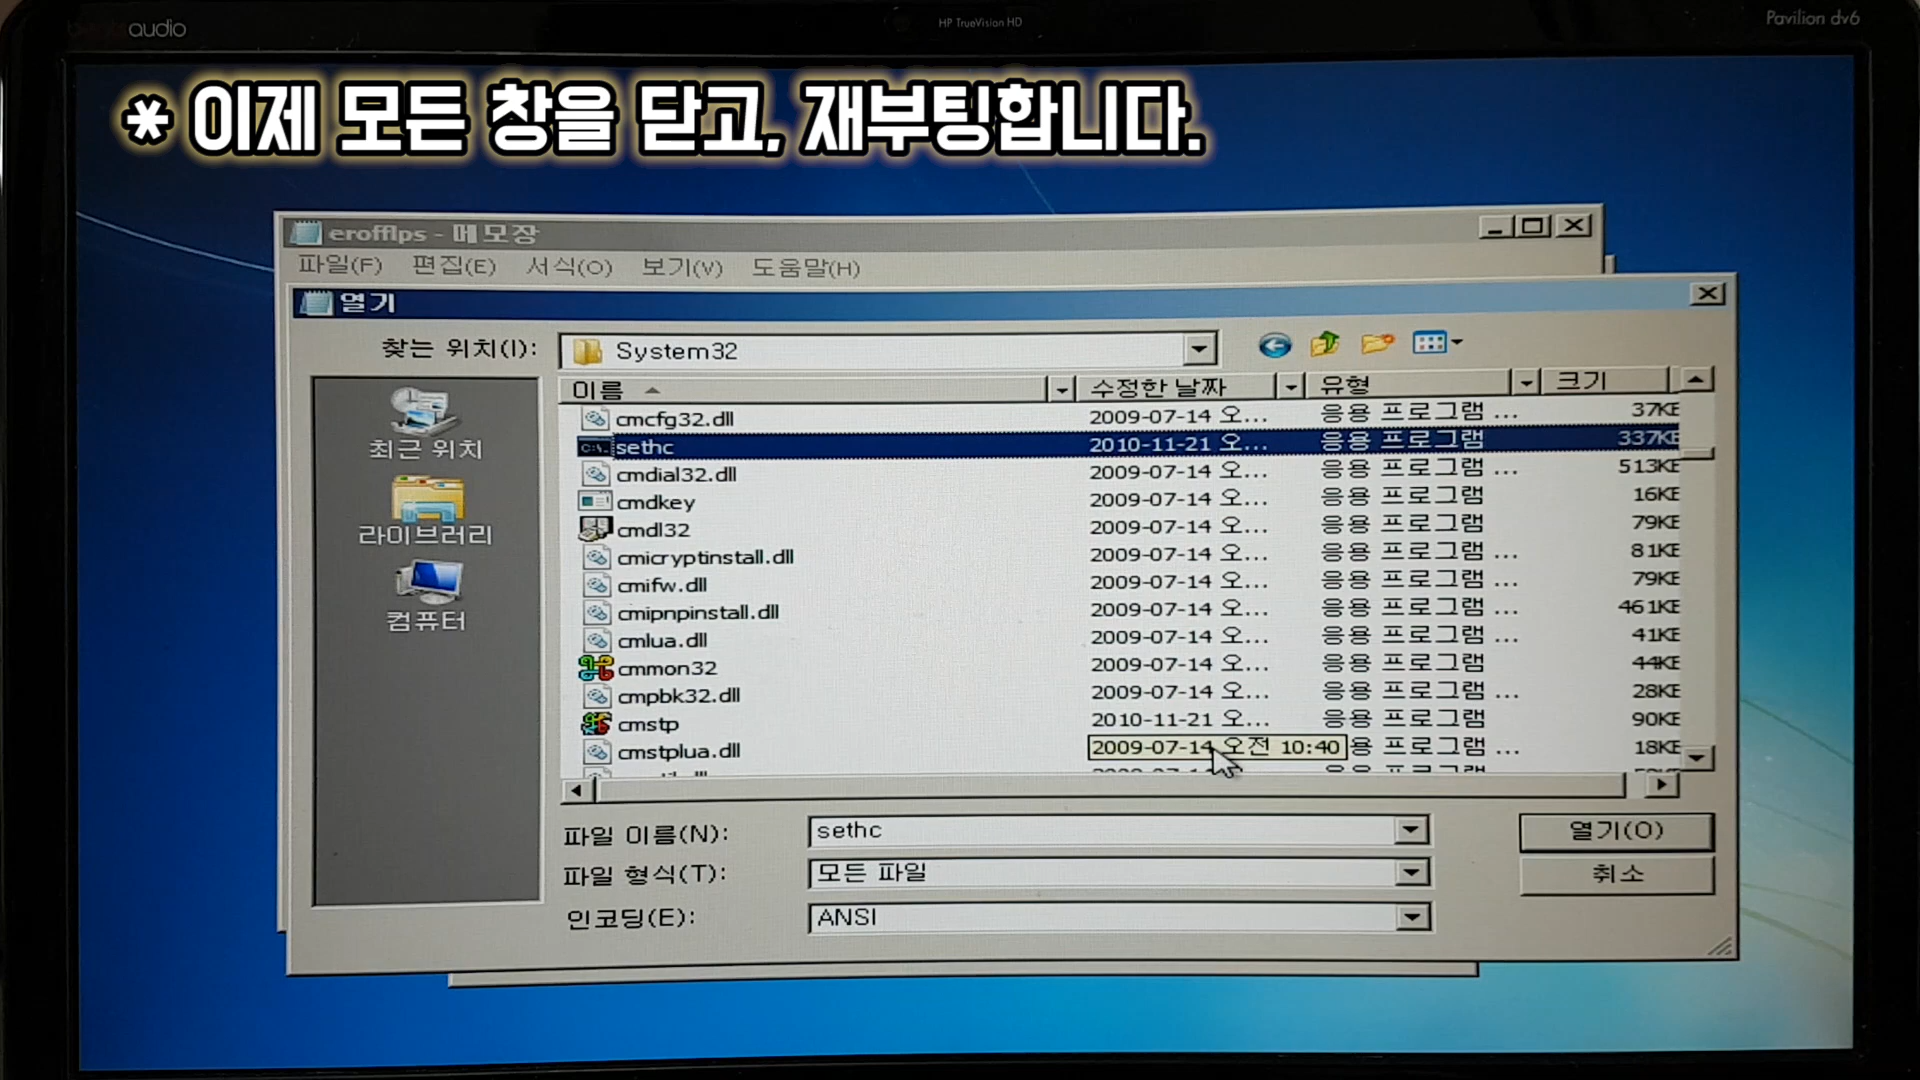 audio
HP TrueVision HD
Pavilion dv6
* 이제 모든 창을 닫고, 재부팅합니다.
erofflps - 메모장
파일(F) 편집(E) 서식(O) 보기(V) 도움말(H)
열기
찾는 위치(I): System32
이름 수정한 날짜 유형 크기
최근 위치
라이브러리
컴퓨터
cmcfg32.dll 2009-07-14 오... 응용 프로그램 ... 37KB
sethc 2010-11-21 오... 응용 프로그램 337KB
cmdial32.dll 2009-07-14 오... 응용 프로그램 ... 513KB
cmdkey 2009-07-14 오... 응용 프로그램 16KB
cmdl32 2009-07-14 오... 응용 프로그램 79KB
cmicryptinstall.dll 2009-07-14 오... 응용 프로그램 ... 81KB
cmifw.dll 2009-07-14 오... 응용 프로그램 ... 79KB
cmipnpinstall.dll 2009-07-14 오... 응용 프로그램 ... 461KB
cmlua.dll 2009-07-14 오... 응용 프로그램 ... 41KB
cmmon32 2009-07-14 오... 응용 프로그램 44KB
cmpbk32.dll 2009-07-14 오... 응용 프로그램 ... 28KB
cmstp 2010-11-21 오... 응용 프로그램 90KB
cmstplua.dll 2009-07-14 오전 10:40 용 프로그램 ... 18KB
파일 이름(N): sethc 열기(O)
파일 형식(T): 모든 파일 취소
인코딩(E): ANSI